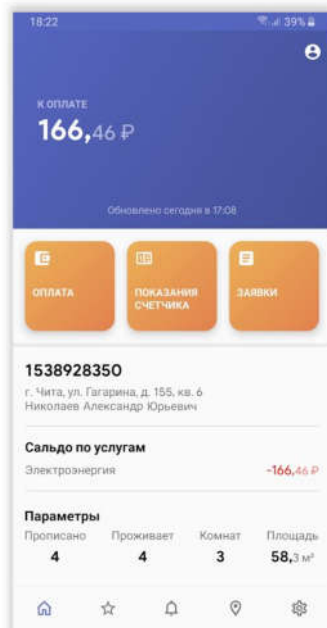 18:22 39%
К ОПЛАТЕ
166,46 ₽
Обновлено сегодня в 17:08
ОПЛАТА
ПОКАЗАНИЯ СЧЕТЧИКА
ЗАЯВКИ
1538928350
г. Чита, ул. Гагарина, д. 155, кв. 6
Николаев Александр Юрьевич
Сальдо по услугам
Электроэнергия -166,46 ₽
Параметры
Прописано Проживает Комнат Площадь
4 4 3 58,3 м²